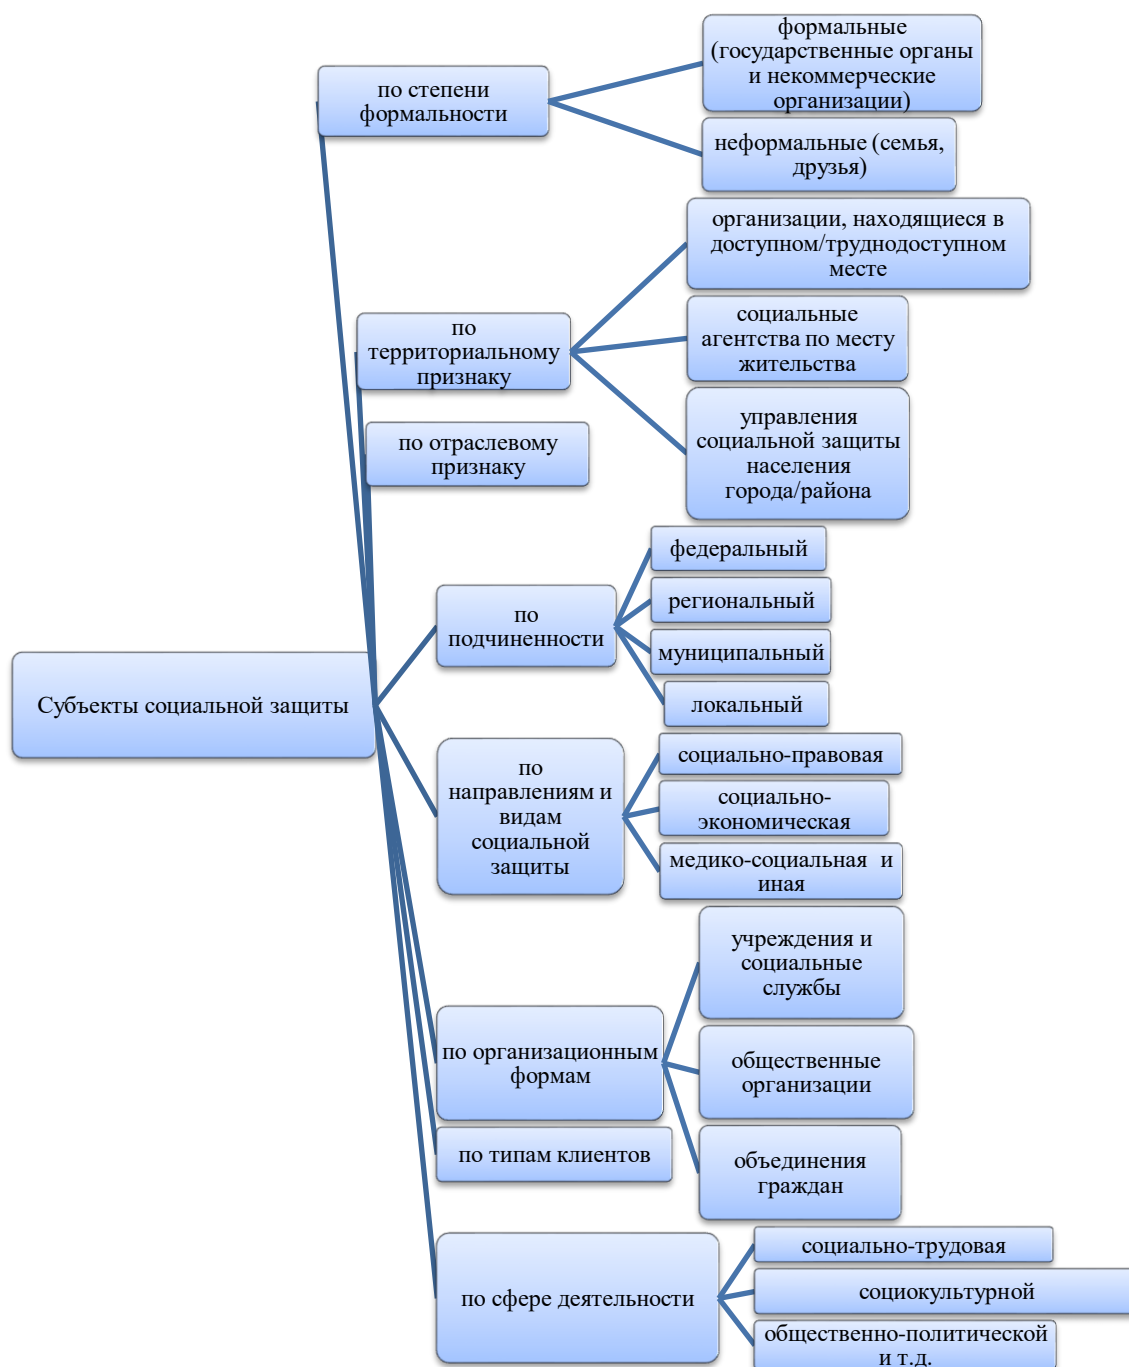 Субъекты социальной защиты
по степени
формальности
формальные
(государственные органы
и некоммерческие
организации)
неформальные (семья,
друзья)
по
территориальному
признаку
организации, находящиеся в
доступном/труднодоступном
месте
социальные
агентства по месту
жительства
управления
социальной защиты
населения
города/района
по отраслевому
признаку
по
подчиненности
федеральный
региональный
муниципальный
локальный
по
направлениям и
видам
социальной
защиты
социально-правовая
социально-
экономическая
медико-социальная и
иная
по организационным
формам
учреждения и
социальные
службы
общественные
организации
объединения
граждан
по типам клиентов
по сфере деятельности
социально-трудовая
социокультурной
общественно-политической
и т.д.